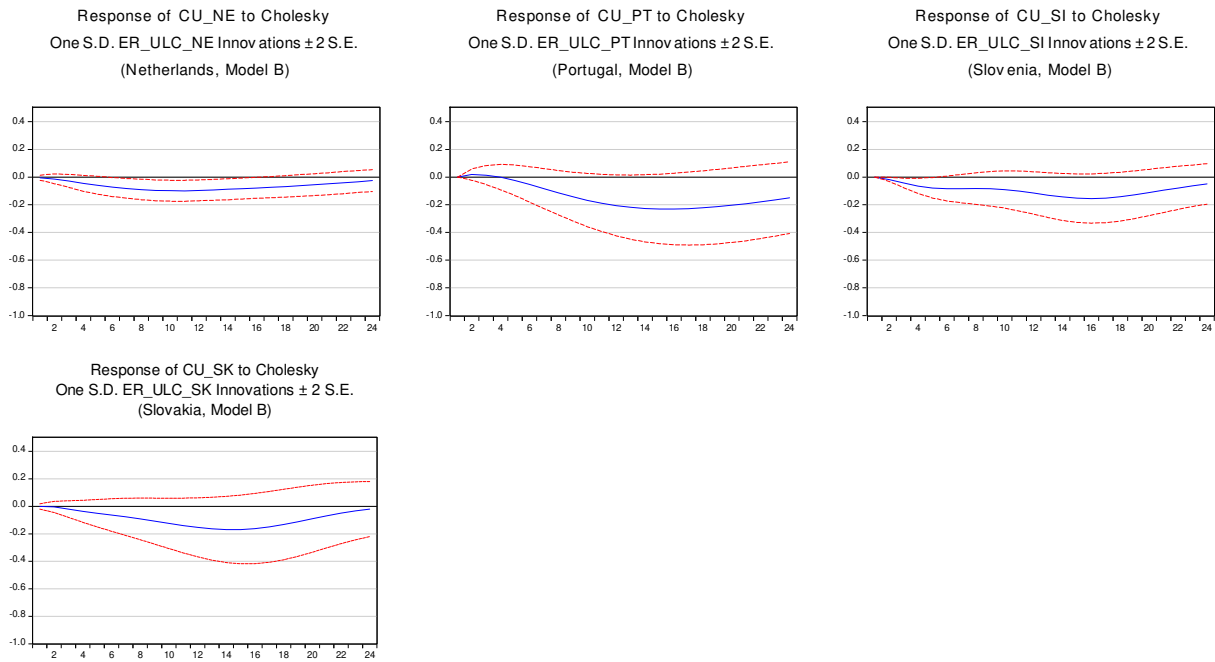 Response of CU_NE to Cholesky
One S.D. ER_ULC_NE Innovations ± 2 S.E.
(Netherlands, Model B)
0.4
0.2
0.0
-0.2
-0.4
-0.6
-0.8
-1.0
2 4 6 8 10 12 14 16 18 20 22 24
Response of CU_PT to Cholesky
One S.D. ER_ULC_PT Innovations ± 2 S.E.
(Portugal, Model B)
0.4
0.2
0.0
-0.2
-0.4
-0.6
-0.8
-1.0
2 4 6 8 10 12 14 16 18 20 22 24
Response of CU_SI to Cholesky
One S.D. ER_ULC_SI Innovations ± 2 S.E.
(Slovenia, Model B)
0.4
0.2
0.0
-0.2
-0.4
-0.6
-0.8
-1.0
2 4 6 8 10 12 14 16 18 20 22 24
Response of CU_SK to Cholesky
One S.D. ER_ULC_SK Innovations ± 2 S.E.
(Slovakia, Model B)
0.4
0.2
0.0
-0.2
-0.4
-0.6
-0.8
-1.0
2 4 6 8 10 12 14 16 18 20 22 24